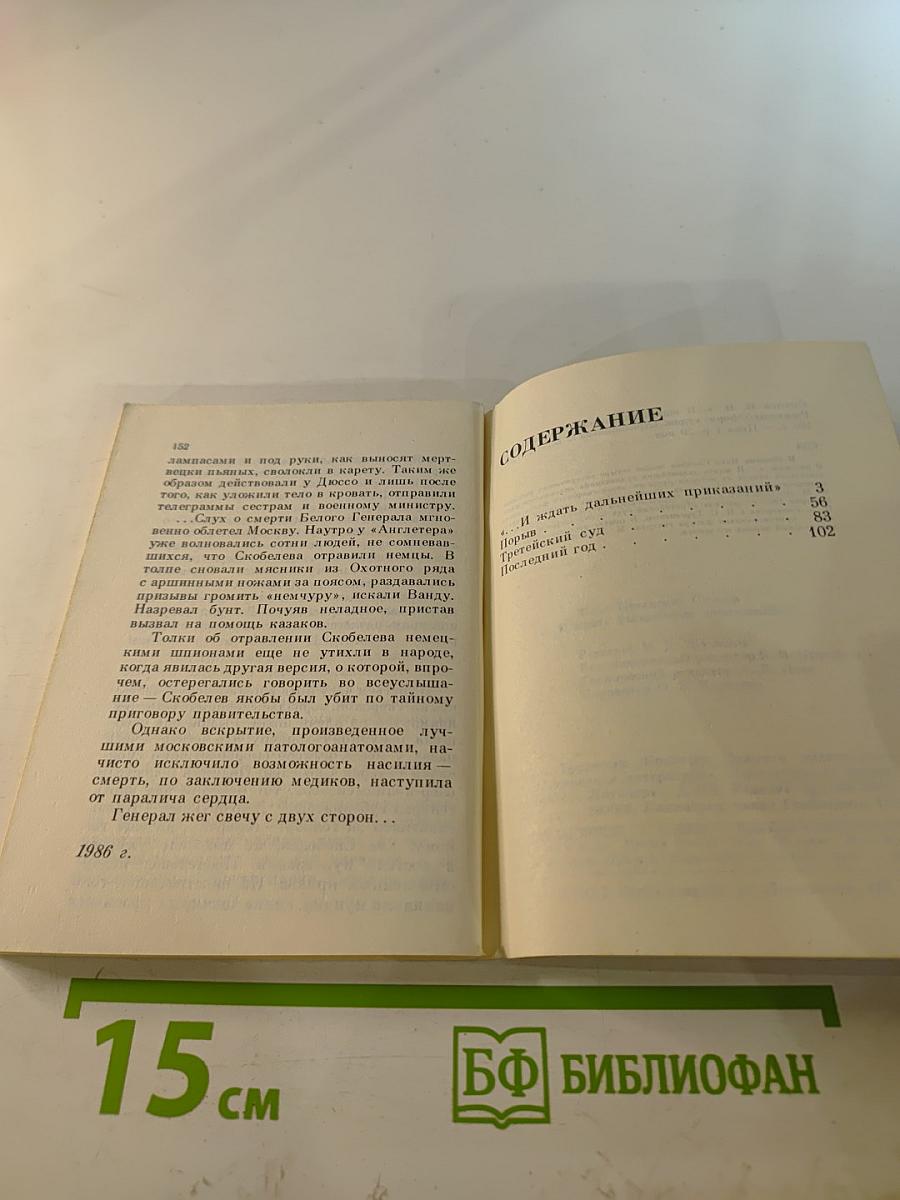 152
лампасами и под руки, как выносят мерт-
вецки пьяных, сволокли в карету. Таким же
образом действовали у Дюссо и лишь после
того, как уложили тело в кровать, отправили
телеграммы сестрам и военному министру.
...Слух о смерти Белого Генерала мгно-
венно облетел Москву. Наутро у «Англетера»
уже волновались сотни людей, не сомневав-
шихся, что Скобелева отравили немцы. В
толпе сновали мясники из Охотного ряда
с аршинными ножами за поясом, раздавались
призывы громить «немчуру», искали Ванду.
Назревал бунт. Почуяв неладное, пристав
вызвал на помощь казаков.
Толки об отравлении Скобелева немец-
кими шпионами еще не утихли в народе,
когда явилась другая версия, о которой, впро-
чем, остерегались говорить во всеуслыша-
ние — Скобелев якобы был убит по тайному
приговору правительства.
Однако вскрытие, произведенное луч-
шими московскими патологоанатомами, на-
чисто исключило возможность насилия —
смерть, по заключению медиков, наступила
от паралича сердца.
Генерал жег свечу с двух сторон...
1986 г.
СОДЕРЖАНИЕ
«...И ждать дальнейших приказаний» 3
Порыв . . . . . . . . . 56
Третейский суд . . . . . . . 83
Последний год . . . . . . . 102
15 см
БФ БИБЛИОФАН